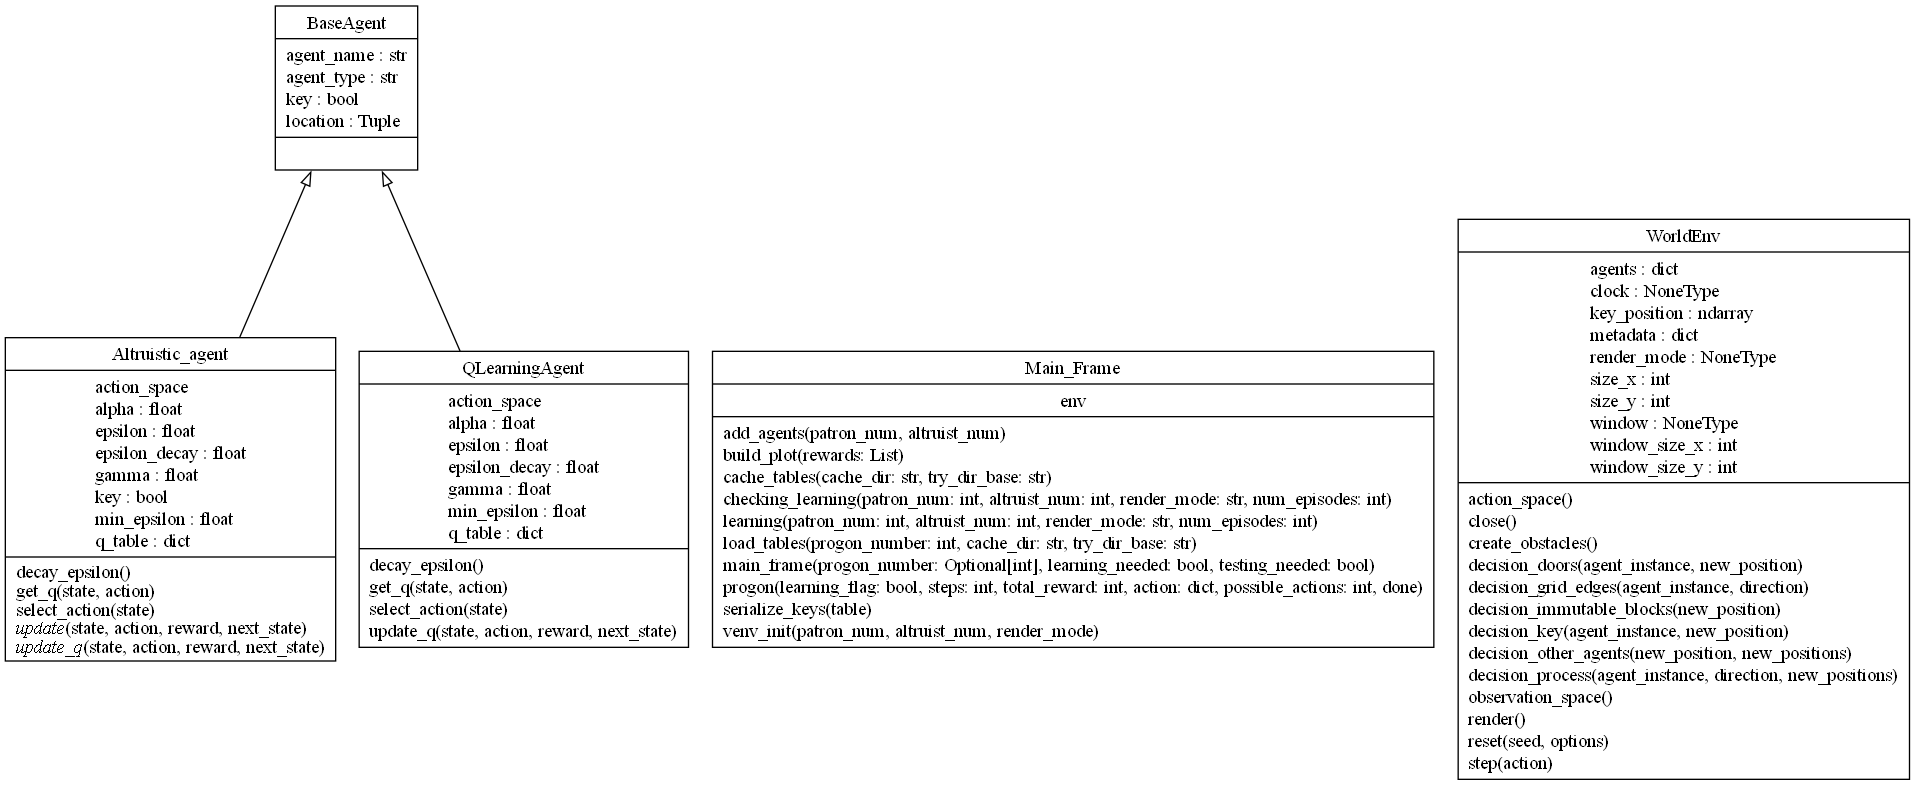 BaseAgent
agent_name : str
agent_type : str
key : bool
location : Tuple
Altruistic_agent
action_space
alpha : float
epsilon : float
epsilon_decay : float
gamma : float
key : bool
min_epsilon : float
q_table : dict
decay_epsilon()
get_q(state, action)
select_action(state)
update(state, action, reward, next_state)
update_q(state, action, reward, next_state)
QLearningAgent
action_space
alpha : float
epsilon : float
epsilon_decay : float
gamma : float
min_epsilon : float
q_table : dict
decay_epsilon()
get_q(state, action)
select_action(state)
update_q(state, action, reward, next_state)
Main_Frame
env
add_agents(patron_num, altruist_num)
build_plot(rewards: List)
cache_tables(cache_dir: str, try_dir_base: str)
checking_learning(patron_num: int, altruist_num: int, render_mode: str, num_episodes: int)
learning(patron_num: int, altruist_num: int, render_mode: str, num_episodes: int)
load_tables(progon_number: int, cache_dir: str, try_dir_base: str)
main_frame(progon_number: Optional[int], learning_needed: bool, testing_needed: bool)
progon(learning_flag: bool, steps: int, total_reward: int, action: dict, possible_actions: int, done)
serialize_keys(table)
venv_init(patron_num, altruist_num, render_mode)
WorldEnv
agents : dict
clock : NoneType
key_position : ndarray
metadata : dict
render_mode : NoneType
size_x : int
size_y : int
window : NoneType
window_size_x : int
window_size_y : int
action_space()
close()
create_obstacles()
decision_doors(agent_instance, new_position)
decision_grid_edges(agent_instance, direction)
decision_immutable_blocks(new_position)
decision_key(agent_instance, new_position)
decision_other_agents(new_position, new_positions)
decision_process(agent_instance, direction, new_positions)
observation_space()
render()
reset(seed, options)
step(action)